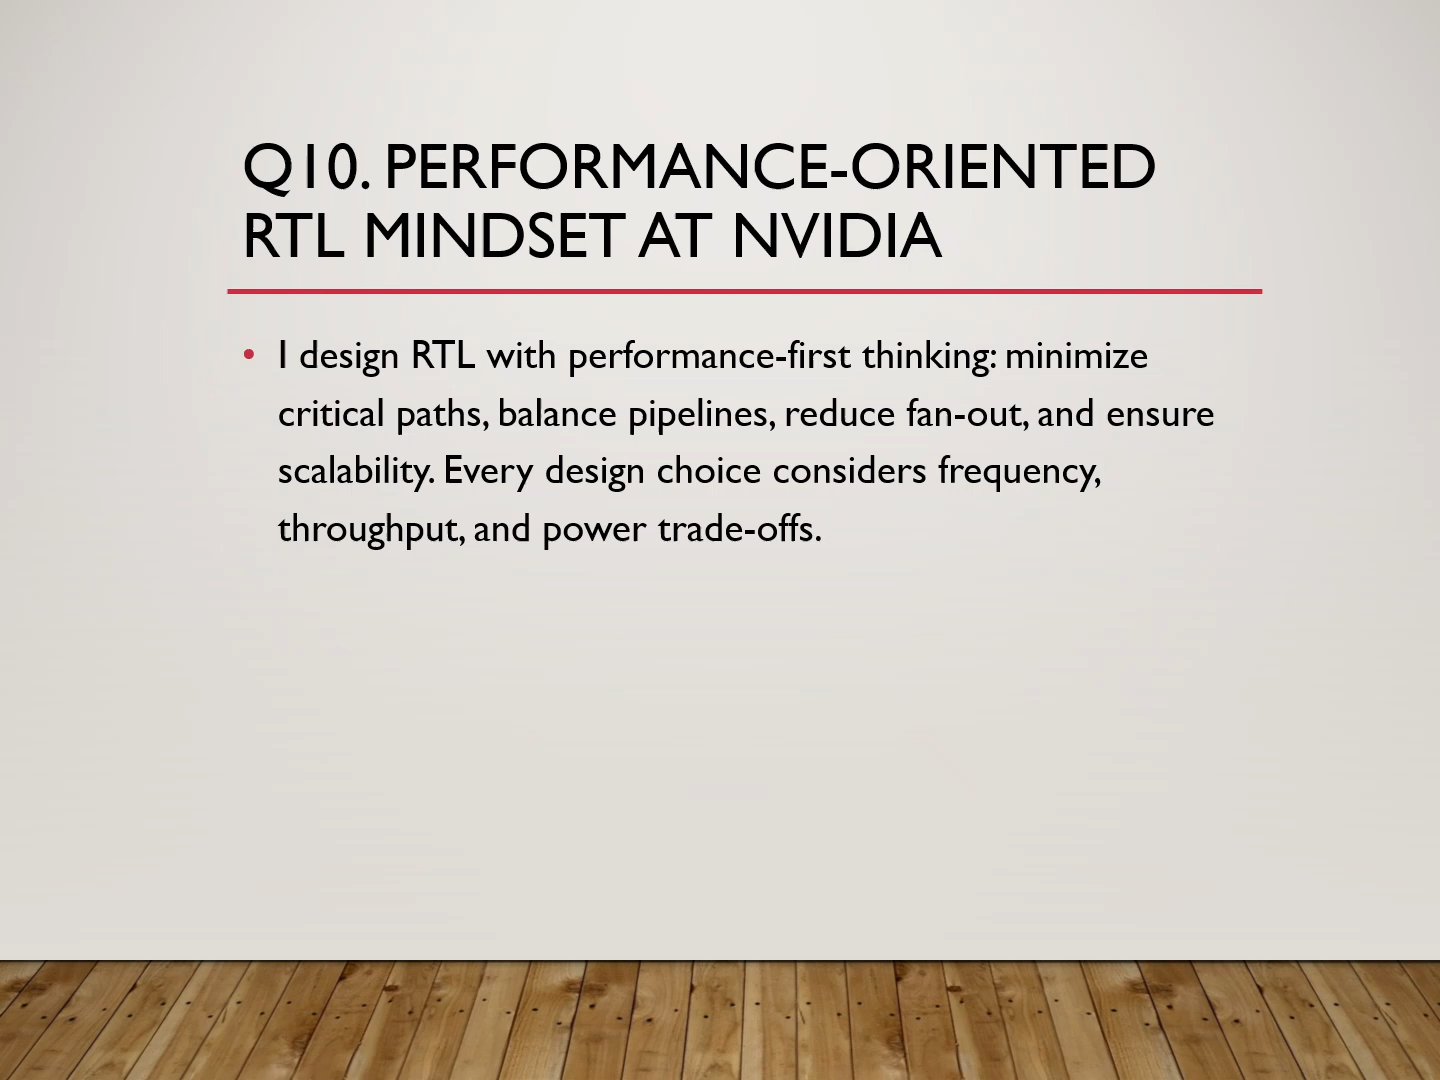 Q10. PERFORMANCE-ORIENTED
RTL MINDSET AT NVIDIA
• I design RTL with performance-first thinking: minimize
critical paths, balance pipelines, reduce fan-out, and ensure
scalability. Every design choice considers frequency,
throughput, and power trade-offs.